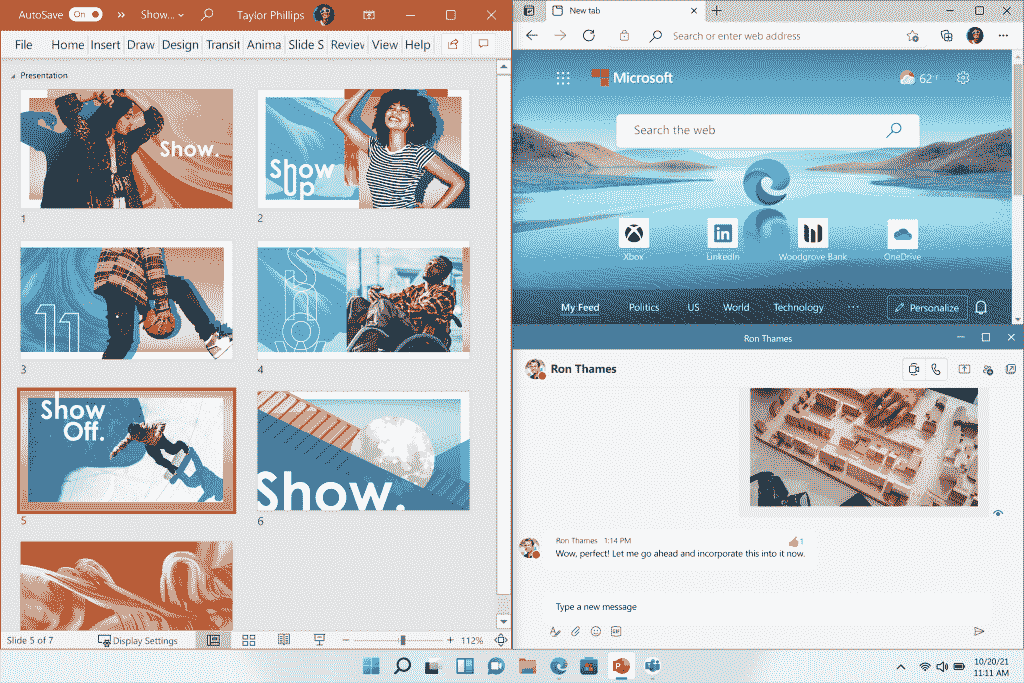 AutoSave On » Show... Taylor Phillips
File Home Insert Draw Design Transit Anima Slide S Review View Help
Presentation
Show.
1
Show
Up
2
11
3
Show
4
Show
Off.
5
Show.
6
Slide 5 of 7 Display Settings 112%
New tab
Search or enter web address
Microsoft
62°F
Search the web
Xbox
LinkedIn
Woodgrove Bank
OneDrive
My Feed Politics US World Technology ... Personalize
Ron Thames
Ron Thames
Ron Thames 1:14 PM 1
Wow, perfect! Let me go ahead and incorporate this into it now.
Type a new message
GIF
10/20/21
11:11 AM